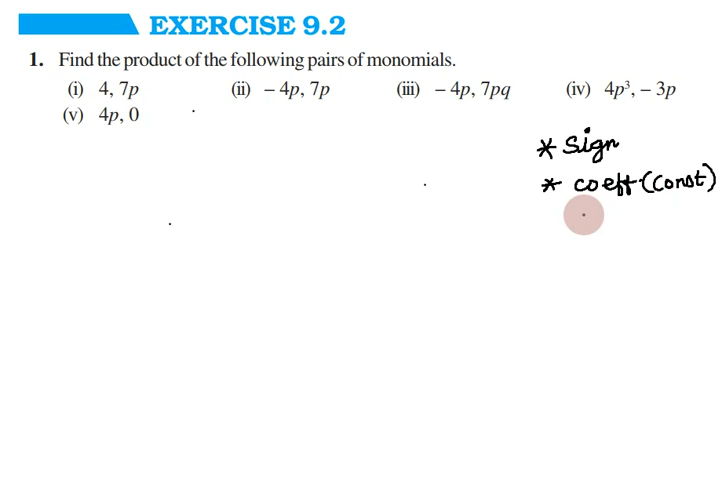 EXERCISE 9.2
1. Find the product of the following pairs of monomials.
(i) 4, 7p (ii) – 4p, 7p (iii) – 4p, 7pq (iv) 4p³, – 3p
(v) 4p, 0
* Sign
* coeff (const)